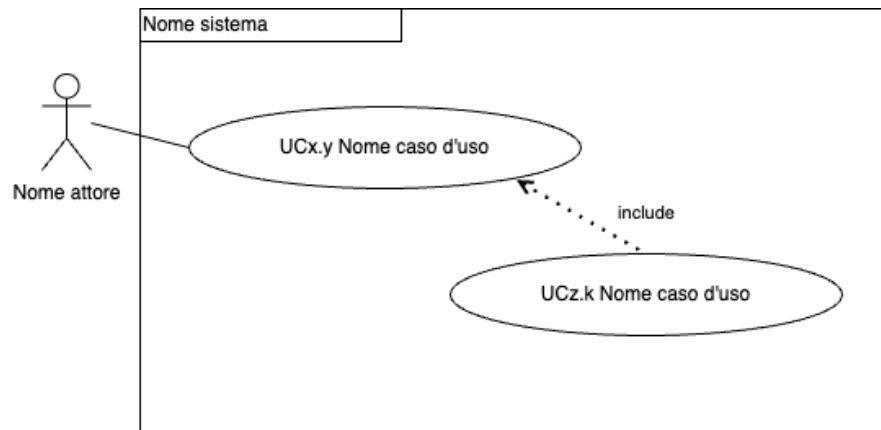 Nome sistema
UCx.y Nome caso d'uso
Nome attore
include
UCz.k Nome caso d'uso